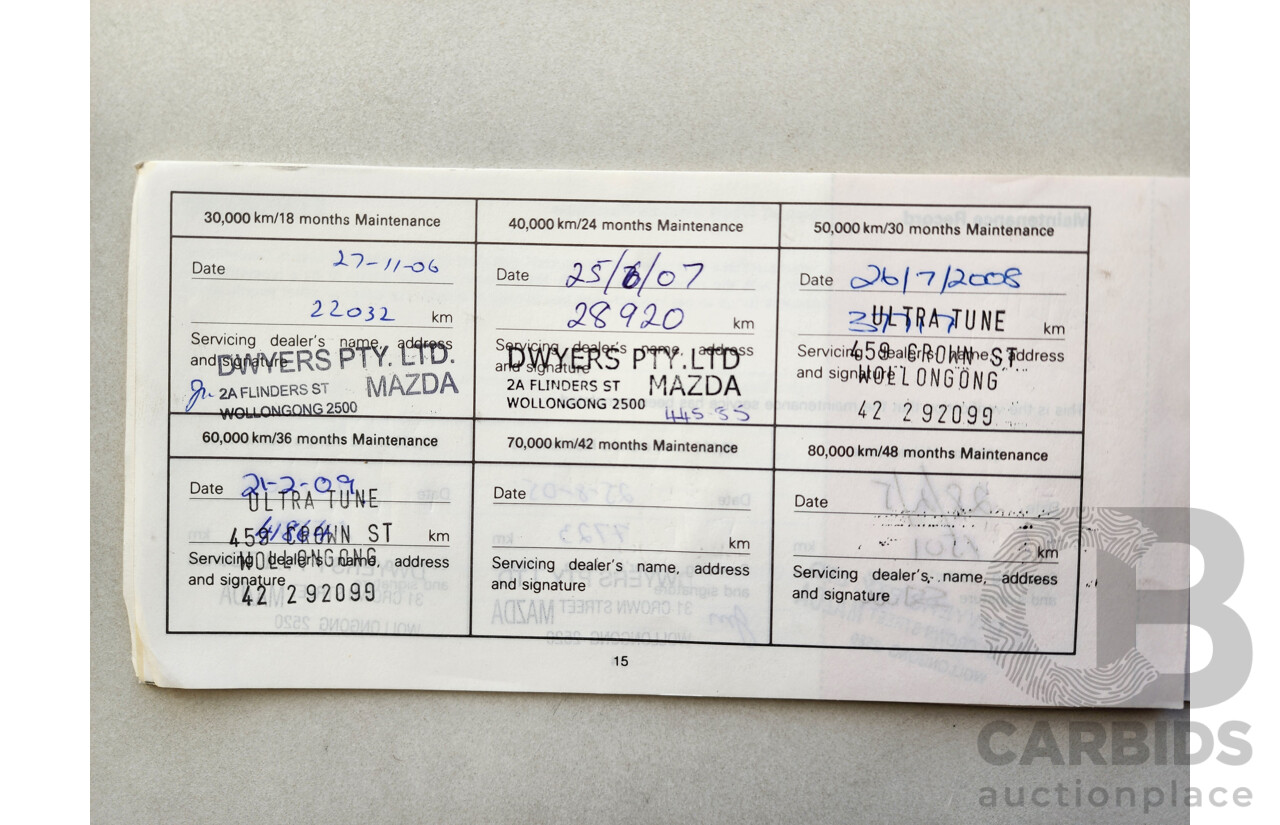 30,000 km/18 months Maintenance
Date 27-11-06
22032 km
Servicing dealer's name, address
and signature
DWYERS PTY. LTD.
2A FLINDERS ST MAZDA
WOLLONGONG 2500
40,000 km/24 months Maintenance
Date 25/6/07
28920 km
Servicing dealer's name, address
and signature
DWYERS PTY.LTD
2A FLINDERS ST MAZDA
WOLLONGONG 2500
50,000 km/30 months Maintenance
Date 26/7/2008
ULTRA TUNE
km
Servicing dealer's name, address
459 CROWN ST
and signature
WOLLONGONG
42 292099
60,000 km/36 months Maintenance
Date 21-2-09
ULTRA TUNE
459 CROWN ST
km
WOLLONGONG
Servicing dealer's name, address
and signature
42 292099
70,000 km/42 months Maintenance
Date
km
Servicing dealer's name, address
and signature
80,000 km/48 months Maintenance
Date
km
Servicing dealer's name, address
and signature
15
CB
CARBIDS
auctionplace